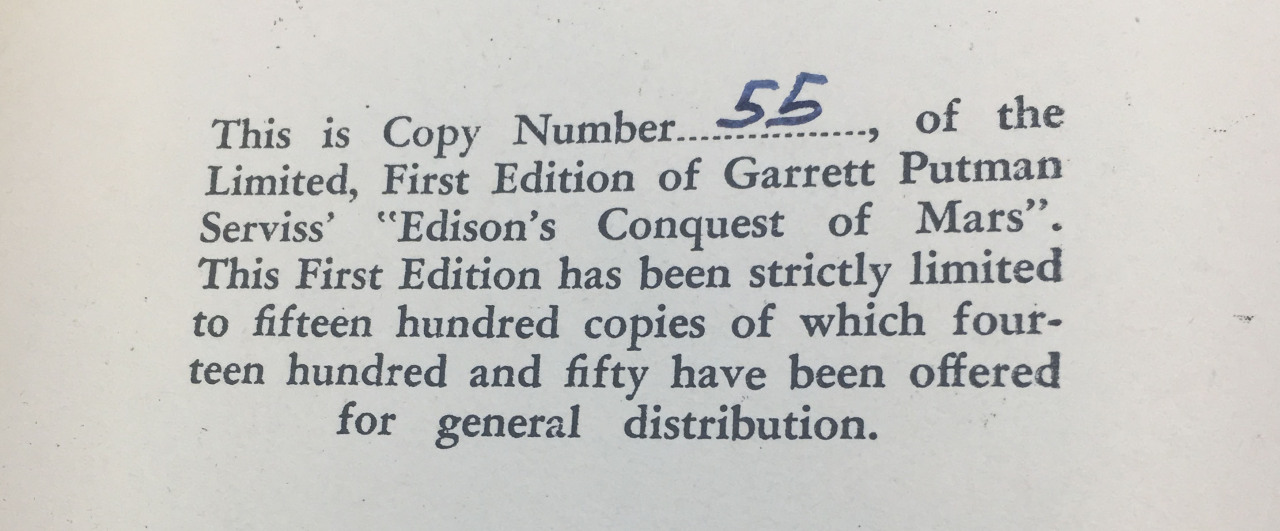 This is Copy Number...55..............., of the
Limited, First Edition of Garrett Putman
Serviss' "Edison's Conquest of Mars".
This First Edition has been strictly limited
to fifteen hundred copies of which four-
teen hundred and fifty have been offered
for general distribution.